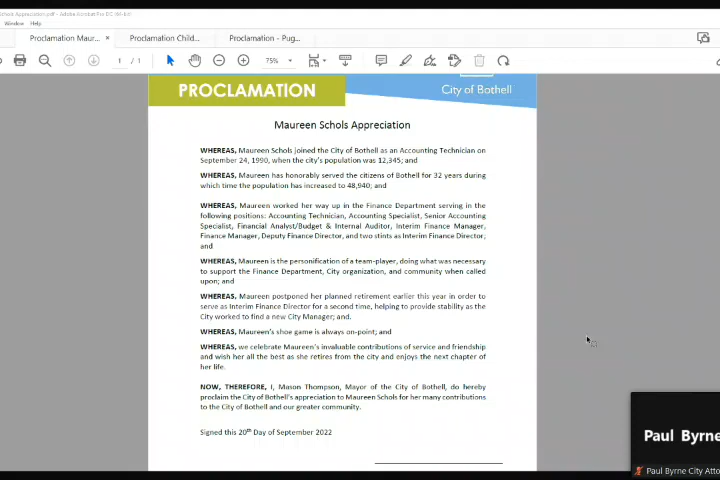 Schols Appreciation.pdf - Adobe Acrobat Pro DC (64-bit)
Window Help
Proclamation Maur... ×
Proclamation Child...
Proclamation - Pug...
1 / 1
75%
PROCLAMATION
City of Bothell
Maureen Schols Appreciation
WHEREAS, Maureen Schols joined the City of Bothell as an Accounting Technician on
September 24, 1990, when the city's population was 12,345; and
WHEREAS, Maureen has honorably served the citizens of Bothell for 32 years during
which time the population has increased to 48,940; and
WHEREAS, Maureen worked her way up in the Finance Department serving in the
following positions: Accounting Technician, Accounting Specialist, Senior Accounting
Specialist, Financial Analyst/Budget & Internal Auditor, Interim Finance Manager,
Finance Manager, Deputy Finance Director, and two stints as Interim Finance Director;
and
WHEREAS, Maureen is the personification of a team-player, doing what was necessary
to support the Finance Department, City organization, and community when called
upon; and
WHEREAS, Maureen postponed her planned retirement earlier this year in order to
serve as Interim Finance Director for a second time, helping to provide stability as the
City worked to find a new City Manager; and.
WHEREAS, Maureen's shoe game is always on-point; and
WHEREAS, we celebrate Maureen's invaluable contributions of service and friendship
and wish her all the best as she retires from the city and enjoys the next chapter of
her life.
NOW, THEREFORE, I, Mason Thompson, Mayor of the City of Bothell, do hereby
proclaim the City of Bothell's appreciation to Maureen Schols for her many contributions
to the City of Bothell and our greater community.
Signed this 20th Day of September 2022
Paul Byrne
Paul Byrne City Atto